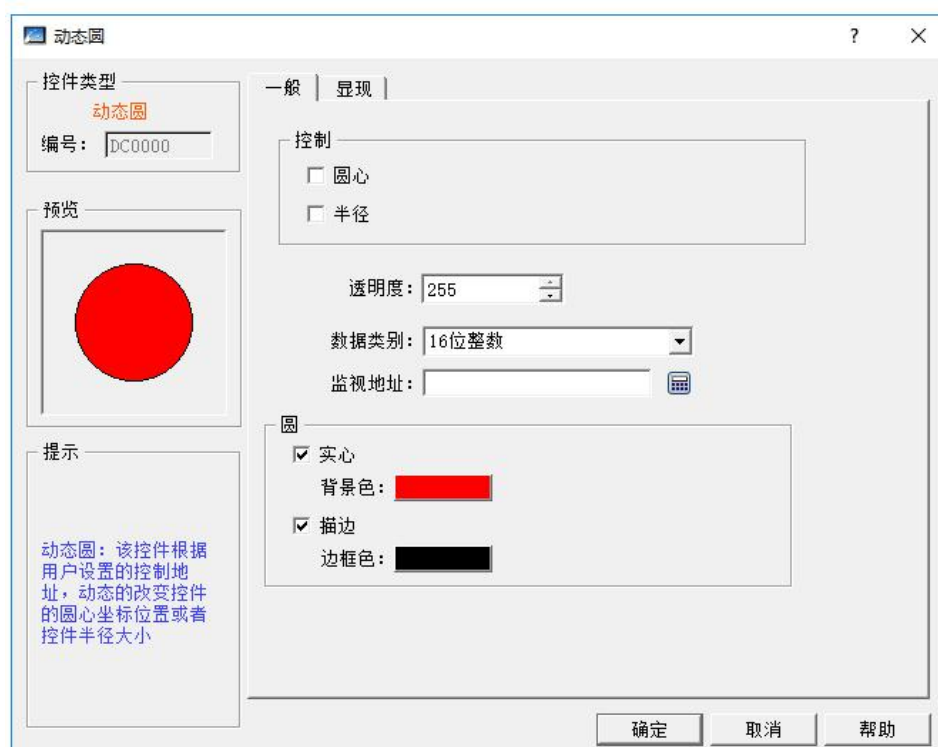 动态圆
?
控件类型
动态圆
编号： DC0000
预览
提示
动态圆：该控件根据
用户设置的控制地
址，动态的改变控件
的圆心坐标位置或者
控件半径大小
一般
显现
控制
圆心
半径
透明度： 255
数据类别： 16位整数
监视地址：
圆
实心
背景色：
描边
边框色：
确定
取消
帮助